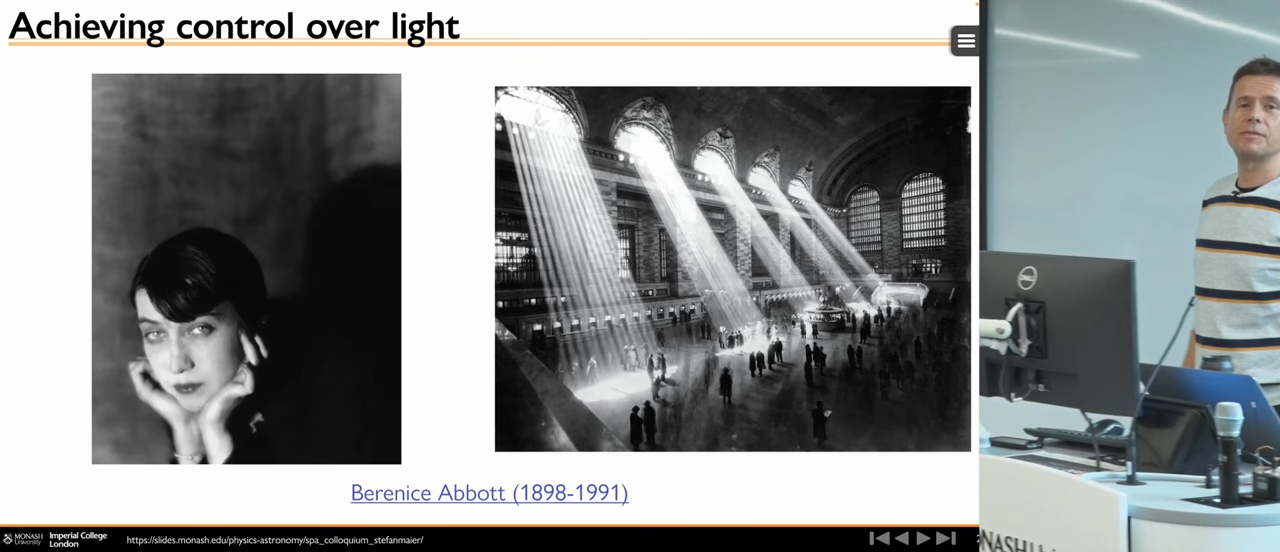 Achieving control over light
Berenice Abbott (1898-1991)
MONASH University
Imperial College London
https://slides.monash.edu/physics-astronomy/spa_colloquium_stefanmaier/
DELL